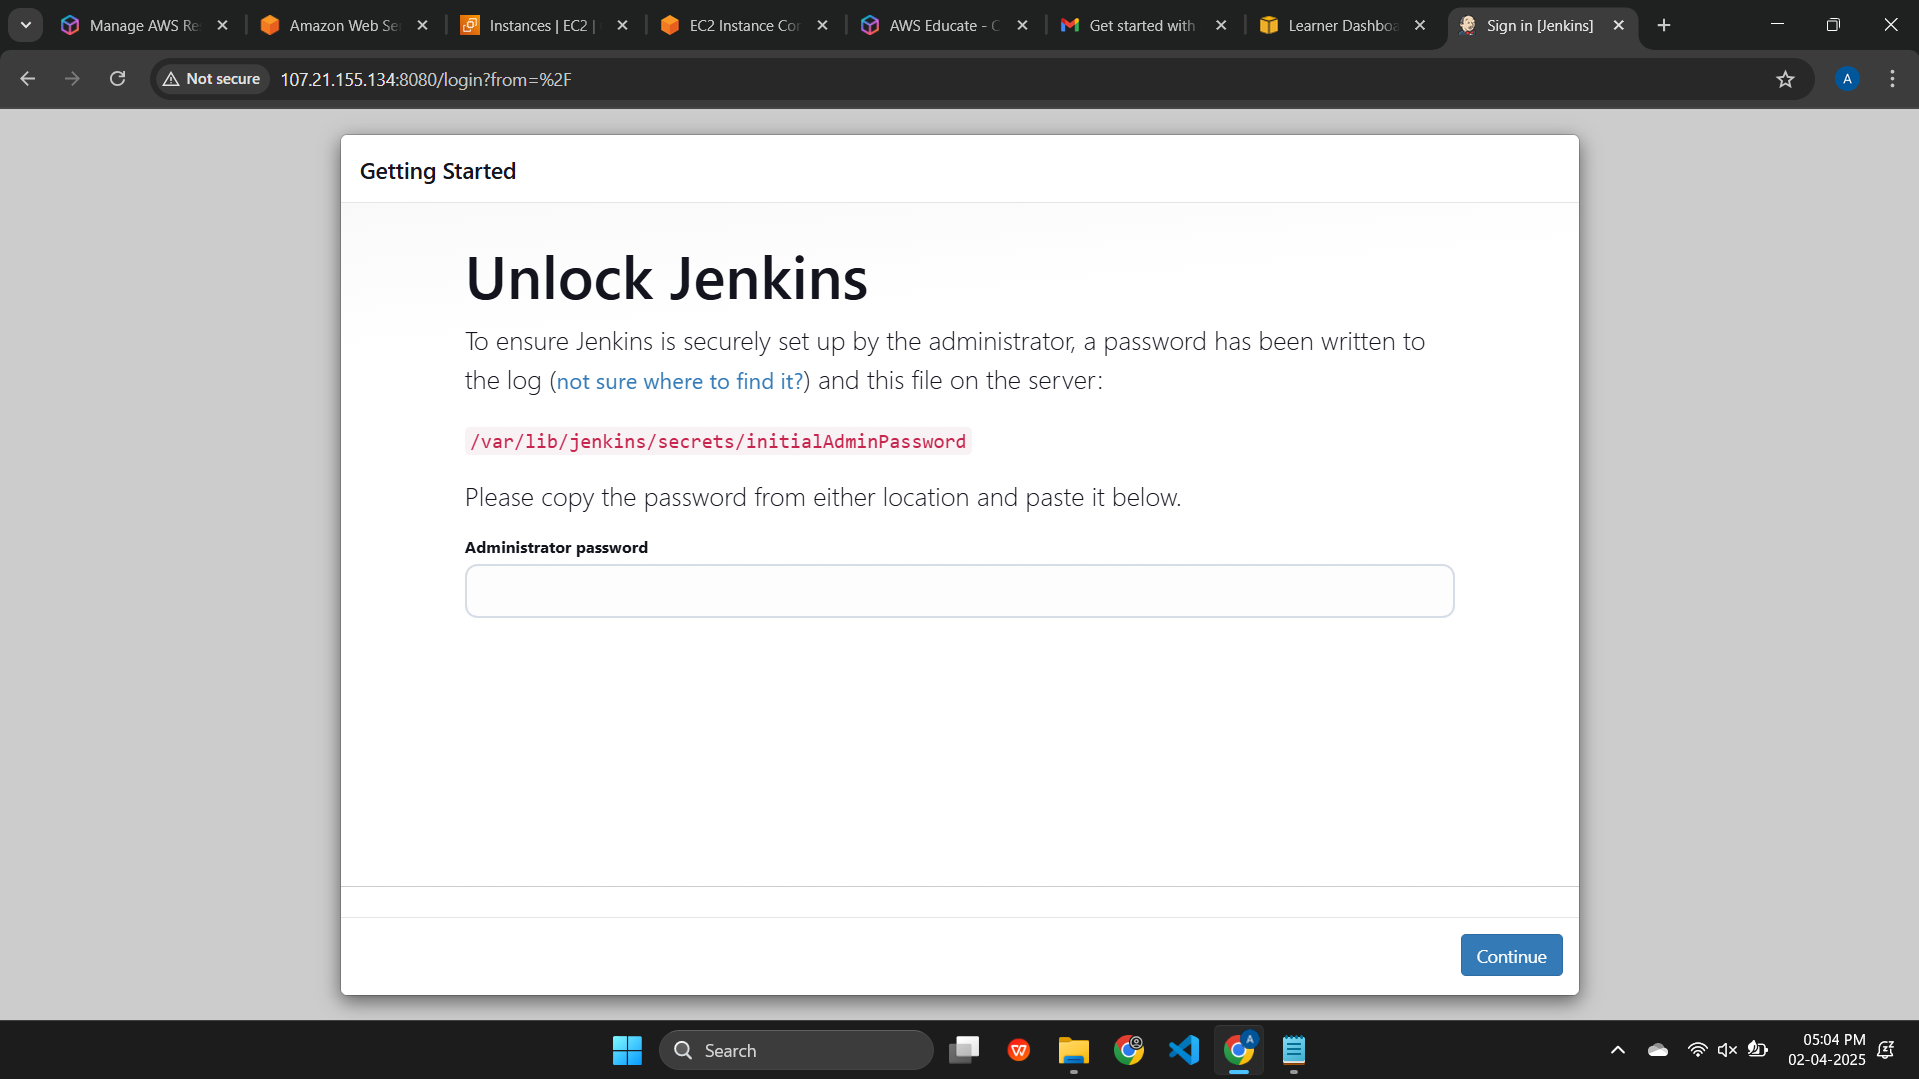 Manage AWS Re
Amazon Web Ser
Instances | EC2 |
EC2 Instance Con
AWS Educate - C
Get started with
Learner Dashboa
Sign in [Jenkins]
Not secure
107.21.155.134:8080/login?from=%2F
A
Getting Started
Unlock Jenkins
To ensure Jenkins is securely set up by the administrator, a password has been written to
the log (not sure where to find it?) and this file on the server:
/var/lib/jenkins/secrets/initialAdminPassword
Please copy the password from either location and paste it below.
Administrator password
Continue
Search
W
A
05:04 PM
02-04-2025